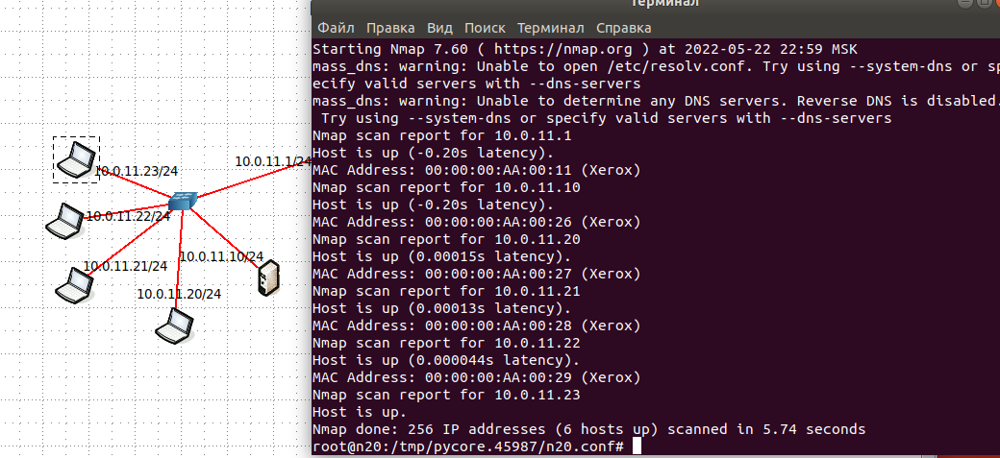 10.0.11.23/24
10.0.11.1/24
10.0.11.22/24
10.0.11.10/24
10.0.11.21/24
10.0.11.20/24
Терминал
Файл Правка Вид Поиск Терминал Справка
Starting Nmap 7.60 ( https://nmap.org ) at 2022-05-22 22:59 MSK
mass_dns: warning: Unable to open /etc/resolv.conf. Try using --system-dns or sp
ecify valid servers with --dns-servers
mass_dns: warning: Unable to determine any DNS servers. Reverse DNS is disabled.
Try using --system-dns or specify valid servers with --dns-servers
Nmap scan report for 10.0.11.1
Host is up (-0.20s latency).
MAC Address: 00:00:00:AA:00:11 (Xerox)
Nmap scan report for 10.0.11.10
Host is up (-0.20s latency).
MAC Address: 00:00:00:AA:00:26 (Xerox)
Nmap scan report for 10.0.11.20
Host is up (0.00015s latency).
MAC Address: 00:00:00:AA:00:27 (Xerox)
Nmap scan report for 10.0.11.21
Host is up (0.00013s latency).
MAC Address: 00:00:00:AA:00:28 (Xerox)
Nmap scan report for 10.0.11.22
Host is up (0.000044s latency).
MAC Address: 00:00:00:AA:00:29 (Xerox)
Nmap scan report for 10.0.11.23
Host is up.
Nmap done: 256 IP addresses (6 hosts up) scanned in 5.74 seconds
root@n20:/tmp/pycore.45987/n20.conf#